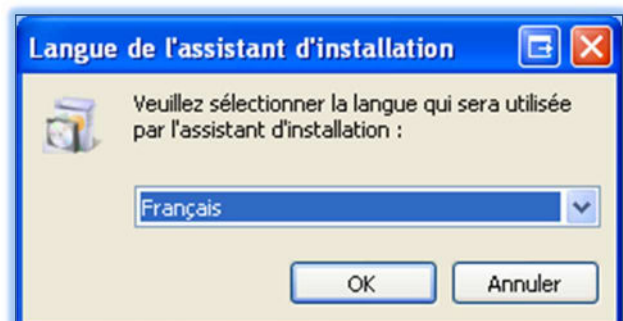 Langue de l'assistant d'installation
Veuillez sélectionner la langue qui sera utilisée
par l'assistant d'installation :
Français
OK
Annuler